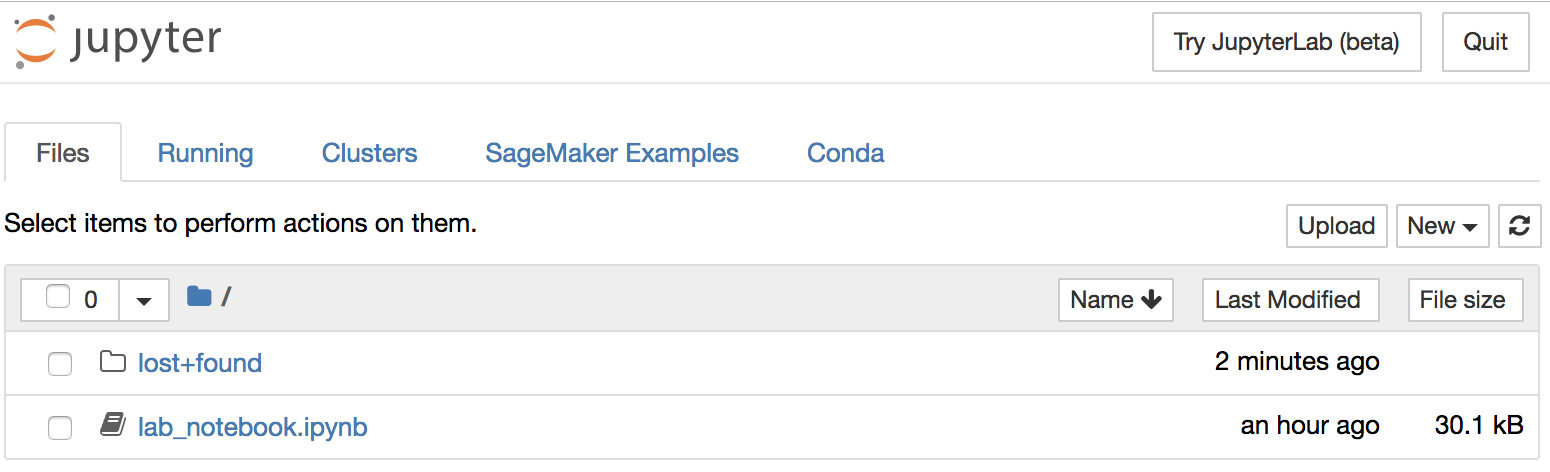 jupyter Try JupyterLab (beta) Quit
Files Running Clusters SageMaker Examples Conda
Select items to perform actions on them. Upload New
0 / Name Last Modified File size
lost+found 2 minutes ago
lab_notebook.ipynb an hour ago 30.1 kB